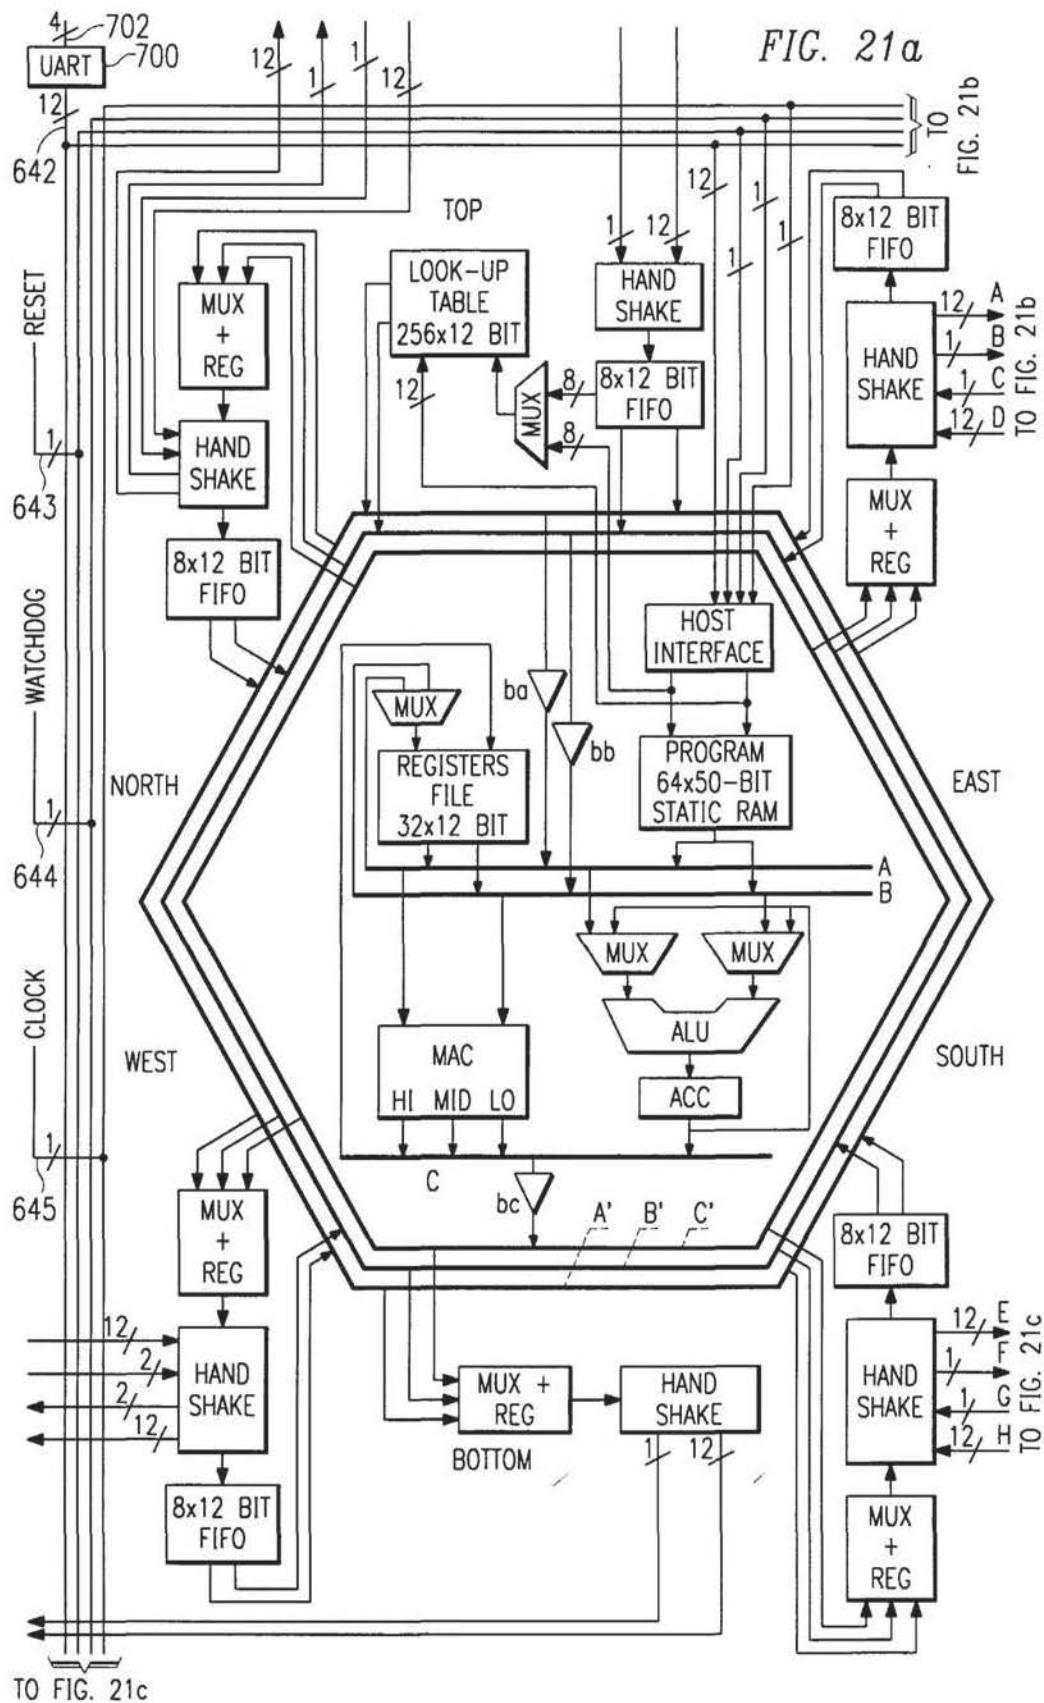 4
702
FIG. 21a
UART
700
12
12
1
1
12
642
TO
FIG. 21b
TOP
1
12
12
1
1
1
8x12 BIT
FIFO
LOOK-UP
TABLE
256x12 BIT
HAND
SHAKE
MUX
+
REG
RESET
12
A
1
B
1
C
12
D
TO FIG. 21b
HAND
SHAKE
12
MUX
8
8
8x12 BIT
FIFO
HAND
SHAKE
1
643
MUX
+
REG
8x12 BIT
FIFO
HOST
INTERFACE
WATCHDOG
ba
bb
MUX
REGISTERS
FILE
32x12 BIT
PROGRAM
64x50-BIT
STATIC RAM
NORTH
EAST
1
644
A
B
MUX
MUX
ALU
CLOCK
WEST
MAC
HI MID LO
ACC
SOUTH
1
645
C
bc
A'
B'
C'
MUX
+
REG
8x12 BIT
FIFO
12
2
2
12
HAND
SHAKE
12
E
1
F
1
G
12
H
TO FIG. 21c
HAND
SHAKE
MUX +
REG
HAND
SHAKE
BOTTOM
1
12
8x12 BIT
FIFO
MUX
+
REG
TO FIG. 21c